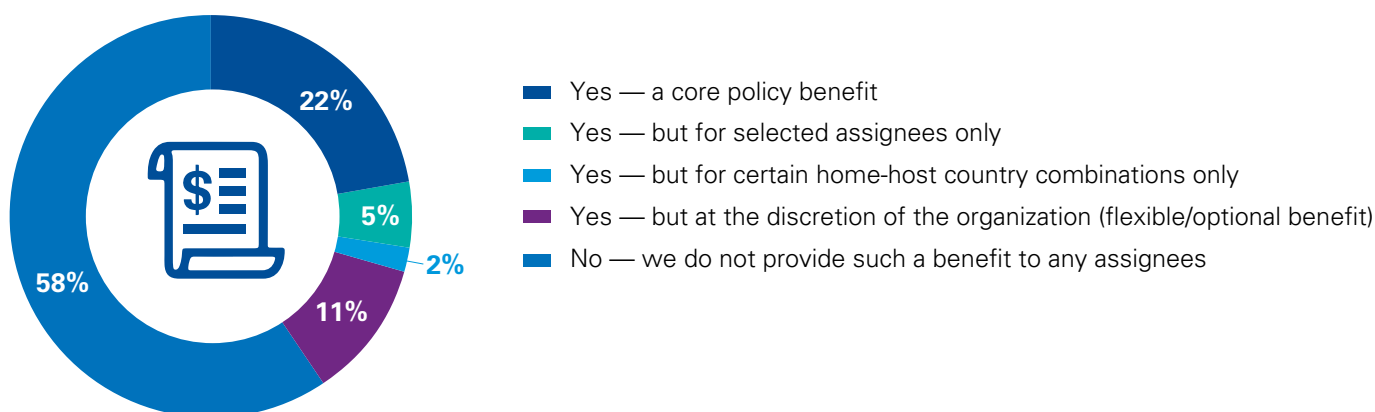 22%
5%
2%
11%
58%
$
Yes — a core policy benefit
Yes — but for selected assignees only
Yes — but for certain home-host country combinations only
Yes — but at the discretion of the organization (flexible/optional benefit)
No — we do not provide such a benefit to any assignees